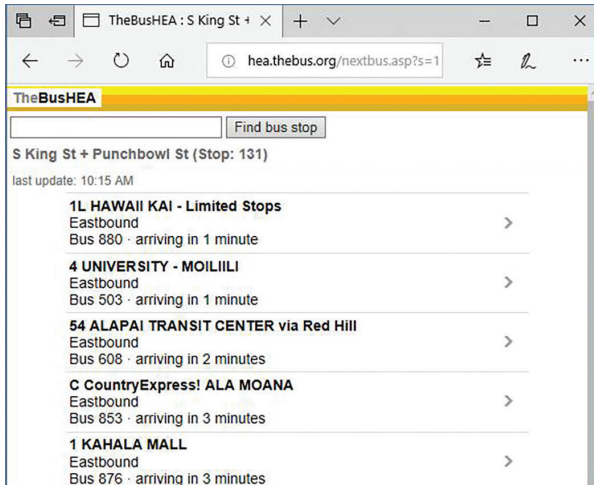 TheBusHEA : S King St +
hea.thebus.org/nextbus.asp?s=1
TheBusHEA
Find bus stop
S King St + Punchbowl St (Stop: 131)
last update: 10:15 AM
1L HAWAII KAI - Limited Stops
Eastbound
Bus 880 · arriving in 1 minute
4 UNIVERSITY - MOILIILI
Eastbound
Bus 503 · arriving in 1 minute
54 ALAPAI TRANSIT CENTER via Red Hill
Eastbound
Bus 608 · arriving in 2 minutes
C CountryExpress! ALA MOANA
Eastbound
Bus 853 · arriving in 3 minutes
1 KAHALA MALL
Eastbound
Bus 876 · arriving in 3 minutes